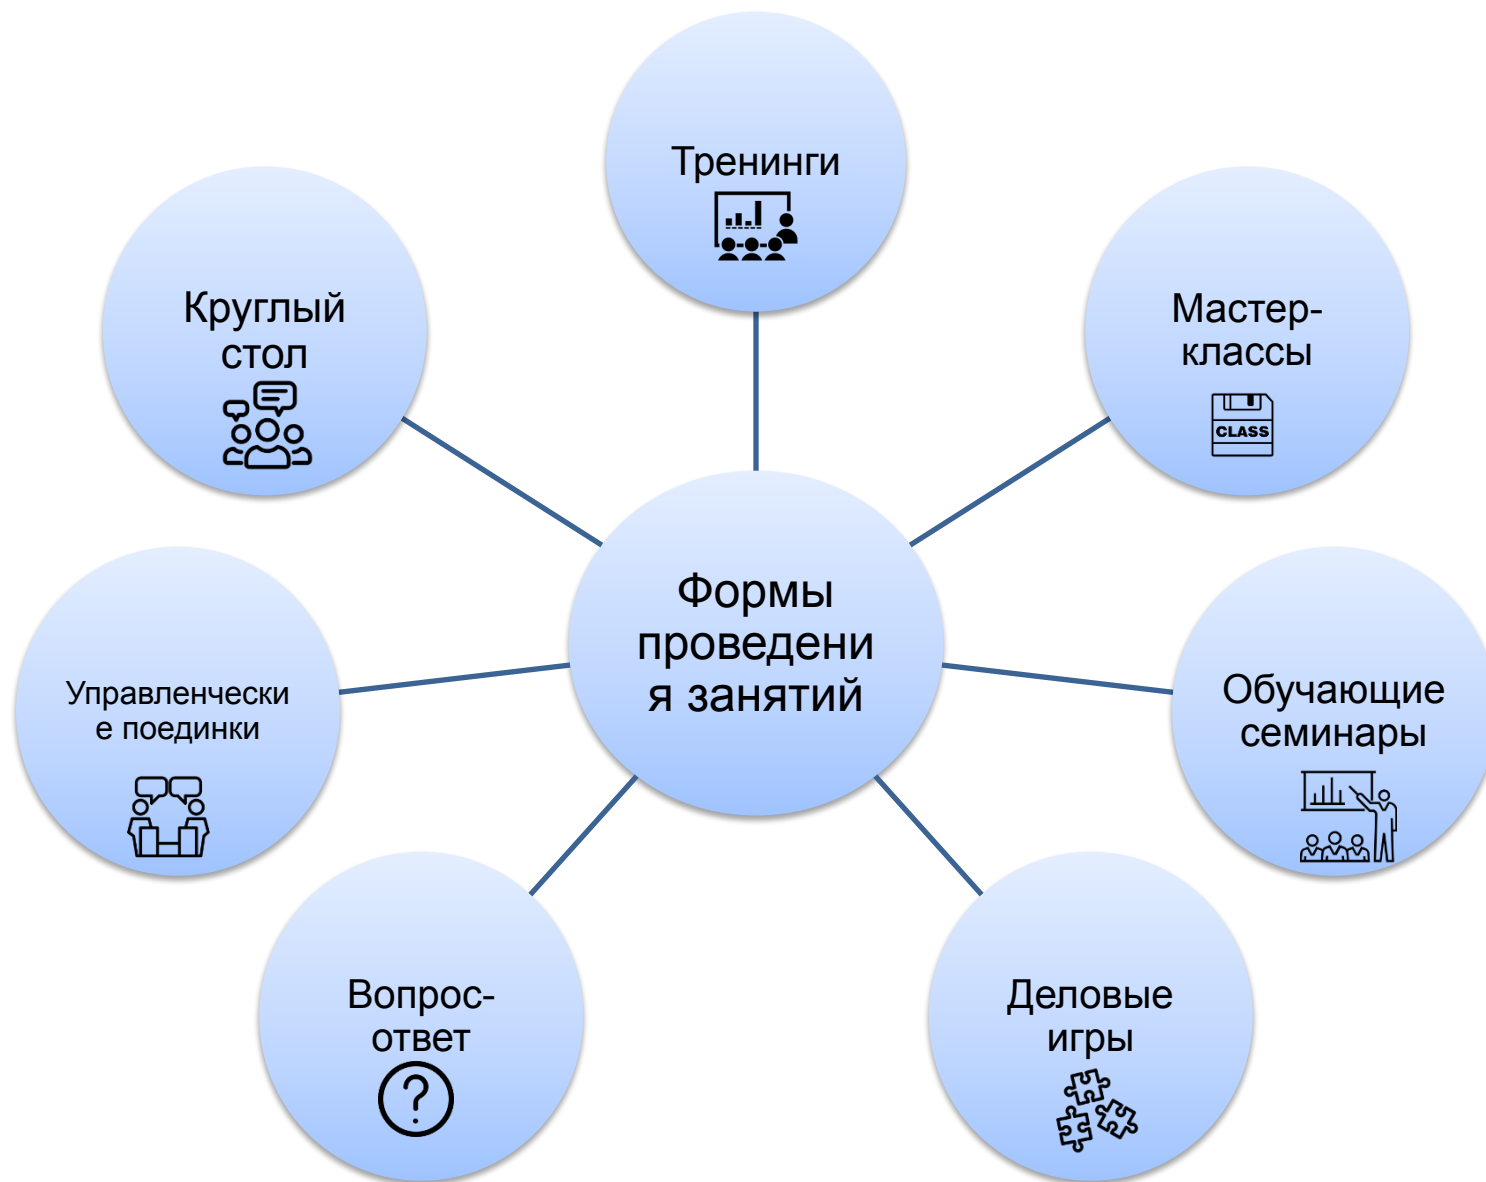 Тренинги
Круглый
стол
Мастер-
классы
CLASS
Формы
проведени
я занятий
Управленчески
е поединки
Обучающие
семинары
Вопрос-
ответ
?
Деловые
игры